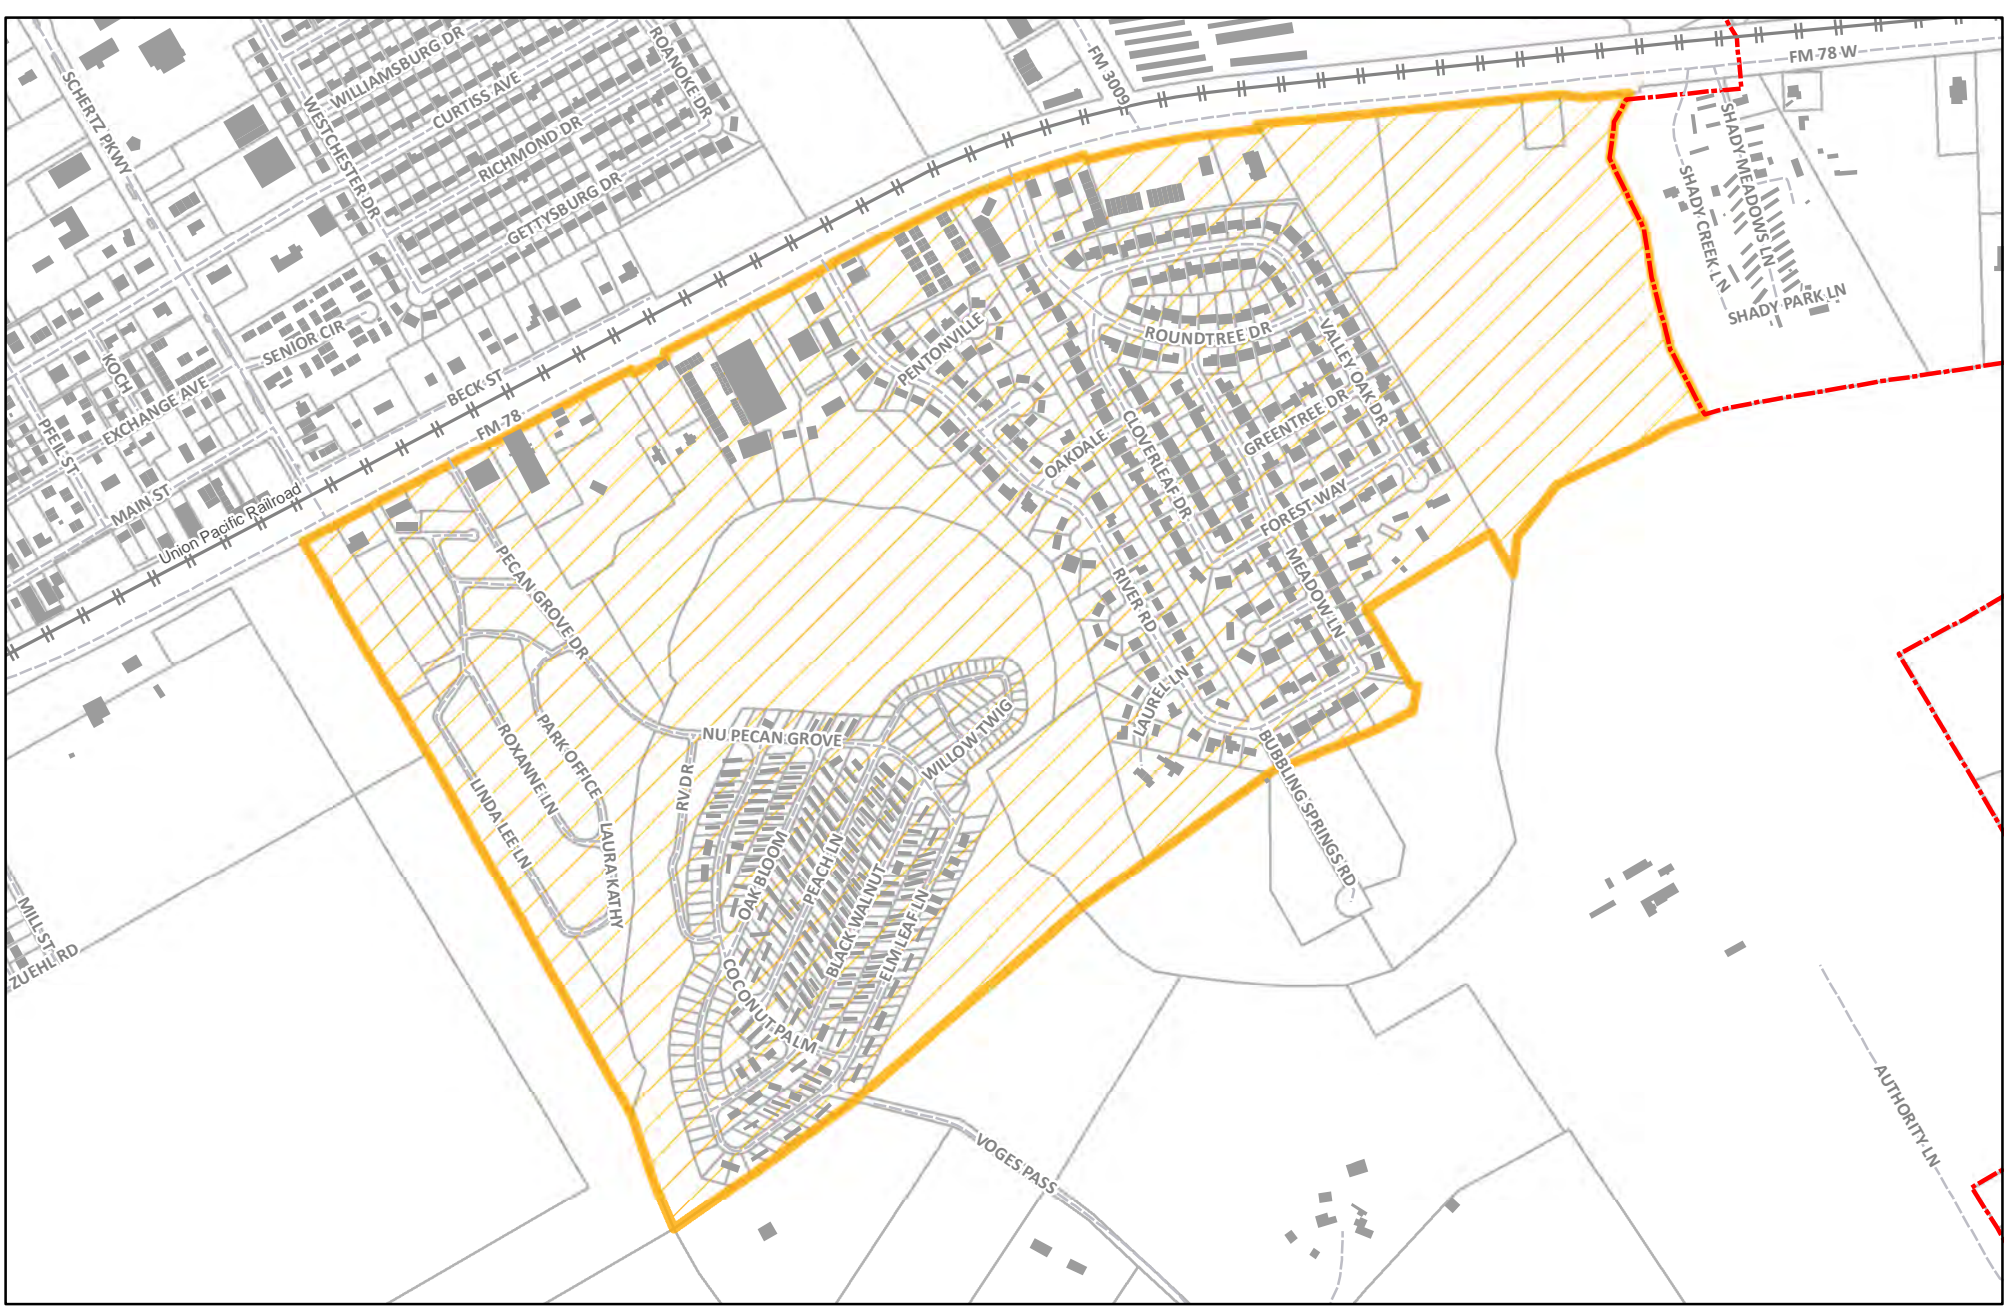 SCHERTZ PKWY
WILLIAMSBURG DR
CURTISS AVE
ROANOKE DR
WESTCHESTER DR
RICHMOND DR
GETTYSBURG DR
FM 3009
FM 78 W
SHADY MEADOWS LN
SHADY CREEK LN
SHADY PARK LN
SENIOR CIR
KOCH
EXCHANGE AVE
BECK ST
FM 78
PFEIL ST
MAIN ST
Union Pacific Railroad
PENTONVILLE
ROUNDTREE DR
VALLEY OAK DR
GREENTREE DR
OAKDALE
CLOVERLEAF DR
FOREST WAY
MEADOW LN
RIVER RD
LAUREL LN
BUBBLING SPRINGS RD
PECAN GROVE DR
NU PECAN GROVE
WILLOW TWIG
PARK OFFICE
ROXANNE LN
LINDA LEE LN
LAURA KATHY
RV DR
OAK BLOOM
PEACH LN
BLACK WALNUT
ELM LEAF LN
COCONUT PALM
MILL ST
ZUEHL RD
VOGES PASS
AUTHORITY LN